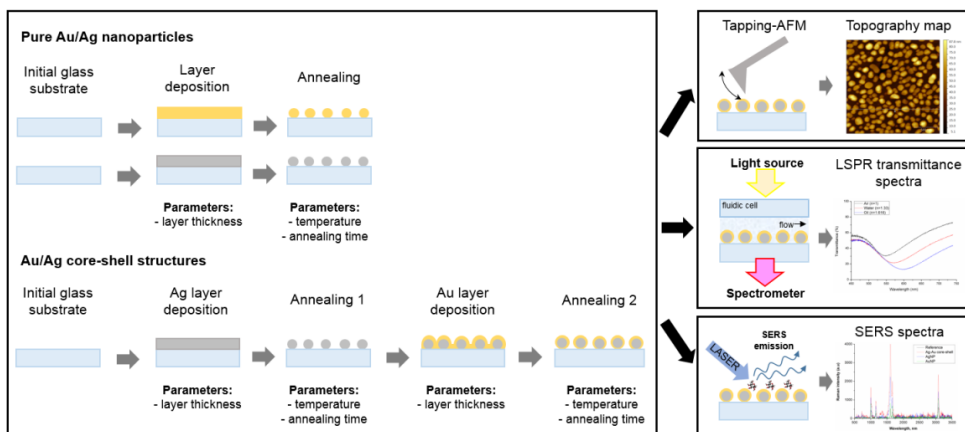 Pure Au/Ag nanoparticles
Initial glass
substrate
Layer
deposition
Annealing
Parameters:
- layer thickness
Parameters:
- temperature
- annealing time
Au/Ag core-shell structures
Initial glass
substrate
Ag layer
deposition
Annealing 1
Au layer
deposition
Annealing 2
Parameters:
- layer thickness
Parameters:
- temperature
- annealing time
Parameters:
- layer thickness
Parameters:
- temperature
- annealing time
Tapping-AFM
Topography map
Light source
LSPR transmittance
spectra
fluidic cell
flow
Spectrometer
Wavelength (nm)
SERS
emission
SERS spectra
LASER
Reference
Ag-Au core-shell
AgNP
AuNP
Wavelength, nm